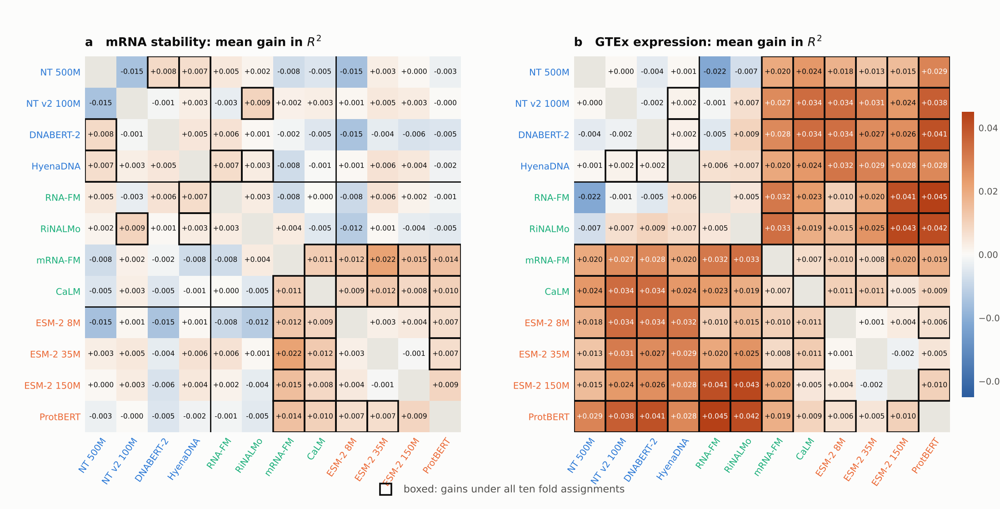 a mRNA stability: mean gain in R²
NT 500M -0.015 +0.008 +0.007 +0.005 +0.002 -0.008 -0.005 -0.015 +0.003 +0.000 -0.003
NT v2 100M -0.015 -0.001 +0.003 -0.003 +0.009 +0.002 +0.003 +0.001 +0.005 +0.003 -0.000
DNABERT-2 +0.008 -0.001 +0.005 +0.006 +0.001 -0.002 -0.005 -0.015 -0.004 -0.006 -0.005
HyenaDNA +0.007 +0.003 +0.005 +0.007 +0.003 -0.008 -0.001 +0.001 +0.006 +0.004 -0.002
RNA-FM +0.005 -0.003 +0.006 +0.007 +0.003 -0.008 +0.000 -0.008 +0.006 +0.002 -0.001
RiNALMo +0.002 +0.009 +0.001 +0.003 +0.003 +0.004 -0.005 -0.012 +0.001 -0.004 -0.005
mRNA-FM -0.008 +0.002 -0.002 -0.008 -0.008 +0.004 +0.011 +0.012 +0.022 +0.015 +0.014
CaLM -0.005 +0.003 -0.005 -0.001 +0.000 -0.005 +0.011 +0.009 +0.012 +0.008 +0.010
ESM-2 8M -0.015 +0.001 -0.015 +0.001 -0.008 -0.012 +0.012 +0.009 +0.003 +0.004 +0.007
ESM-2 35M +0.003 +0.005 -0.004 +0.006 +0.006 +0.001 +0.022 +0.012 +0.003 -0.001 +0.007
ESM-2 150M +0.000 +0.003 -0.006 +0.004 +0.002 -0.004 +0.015 +0.008 +0.004 -0.001 +0.009
ProtBERT -0.003 -0.000 -0.005 -0.002 -0.001 -0.005 +0.014 +0.010 +0.007 +0.007 +0.009
NT 500M NT v2 100M DNABERT-2 HyenaDNA RNA-FM RiNALMo mRNA-FM CaLM ESM-2 8M ESM-2 35M ESM-2 150M ProtBERT
b GTEx expression: mean gain in R²
NT 500M +0.000 -0.004 +0.001 -0.022 -0.007 +0.020 +0.024 +0.018 +0.013 +0.015 +0.029
NT v2 100M +0.000 -0.002 +0.002 -0.001 +0.007 +0.027 +0.034 +0.034 +0.031 +0.024 +0.038
DNABERT-2 -0.004 -0.002 +0.002 -0.005 +0.009 +0.028 +0.034 +0.034 +0.027 +0.026 +0.041
HyenaDNA +0.001 +0.002 +0.002 +0.006 +0.007 +0.020 +0.024 +0.032 +0.029 +0.028 +0.028
RNA-FM -0.022 -0.001 -0.005 +0.006 +0.005 +0.032 +0.023 +0.010 +0.020 +0.041 +0.045
RiNALMo -0.007 +0.007 +0.009 +0.007 +0.005 +0.033 +0.019 +0.015 +0.025 +0.043 +0.042
mRNA-FM +0.020 +0.027 +0.028 +0.020 +0.032 +0.033 +0.007 +0.010 +0.008 +0.020 +0.019
CaLM +0.024 +0.034 +0.034 +0.024 +0.023 +0.019 +0.007 +0.011 +0.011 +0.005 +0.009
ESM-2 8M +0.018 +0.034 +0.034 +0.032 +0.010 +0.015 +0.010 +0.011 +0.001 +0.004 +0.006
ESM-2 35M +0.013 +0.031 +0.027 +0.029 +0.020 +0.025 +0.008 +0.011 +0.001 -0.002 +0.005
ESM-2 150M +0.015 +0.024 +0.026 +0.028 +0.041 +0.043 +0.020 +0.005 +0.004 -0.002 +0.010
ProtBERT +0.029 +0.038 +0.041 +0.028 +0.045 +0.042 +0.019 +0.009 +0.006 +0.005 +0.010
NT 500M NT v2 100M DNABERT-2 HyenaDNA RNA-FM RiNALMo mRNA-FM CaLM ESM-2 8M ESM-2 35M ESM-2 150M ProtBERT
0.04
0.02
0.00
boxed: gains under all ten fold assignments